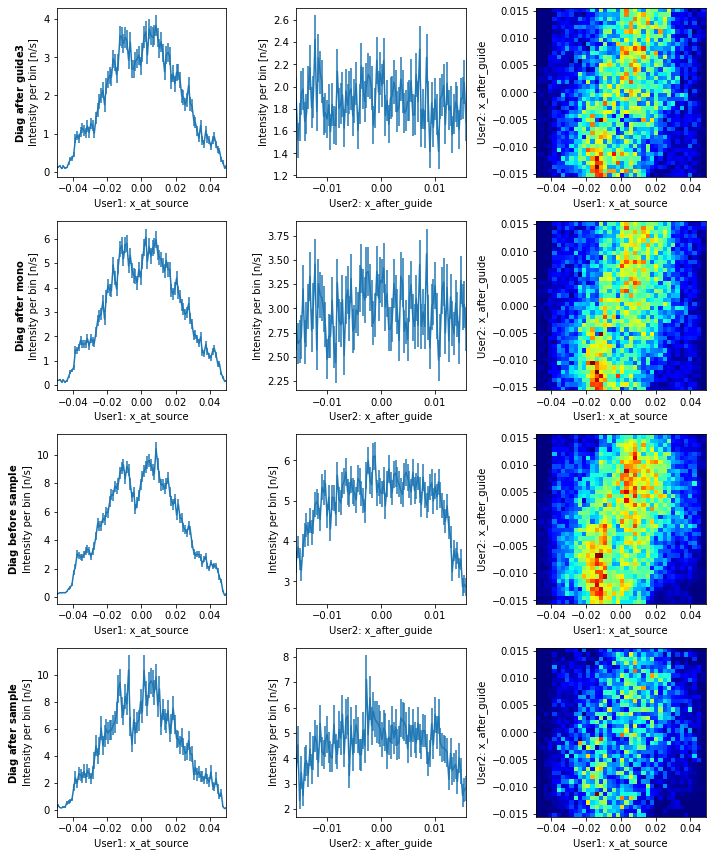 4
3
2
1
0
−0.04 −0.02 0.00 0.02 0.04
User1: x_at_source
Diag after guide3
Intensity per bin [n/s]
2.6
2.4
2.2
2.0
1.8
1.6
1.4
1.2
−0.01 0.00 0.01
User2: x_after_guide
Intensity per bin [n/s]
0.015
0.010
0.005
0.000
−0.005
−0.010
−0.015
−0.04 −0.02 0.00 0.02 0.04
User1: x_at_source
User2: x_after_guide
6
5
4
3
2
1
0
−0.04 −0.02 0.00 0.02 0.04
User1: x_at_source
Diag after mono
Intensity per bin [n/s]
3.75
3.50
3.25
3.00
2.75
2.50
2.25
−0.01 0.00 0.01
User2: x_after_guide
Intensity per bin [n/s]
0.015
0.010
0.005
0.000
−0.005
−0.010
−0.015
−0.04 −0.02 0.00 0.02 0.04
User1: x_at_source
User2: x_after_guide
10
8
6
4
2
0
−0.04 −0.02 0.00 0.02 0.04
User1: x_at_source
Diag before sample
Intensity per bin [n/s]
6
5
4
3
−0.01 0.00 0.01
User2: x_after_guide
Intensity per bin [n/s]
0.015
0.010
0.005
0.000
−0.005
−0.010
−0.015
−0.04 −0.02 0.00 0.02 0.04
User1: x_at_source
User2: x_after_guide
10
8
6
4
2
0
−0.04 −0.02 0.00 0.02 0.04
User1: x_at_source
Diag after sample
Intensity per bin [n/s]
8
7
6
5
4
3
2
−0.01 0.00 0.01
User2: x_after_guide
Intensity per bin [n/s]
0.015
0.010
0.005
0.000
−0.005
−0.010
−0.015
−0.04 −0.02 0.00 0.02 0.04
User1: x_at_source
User2: x_after_guide